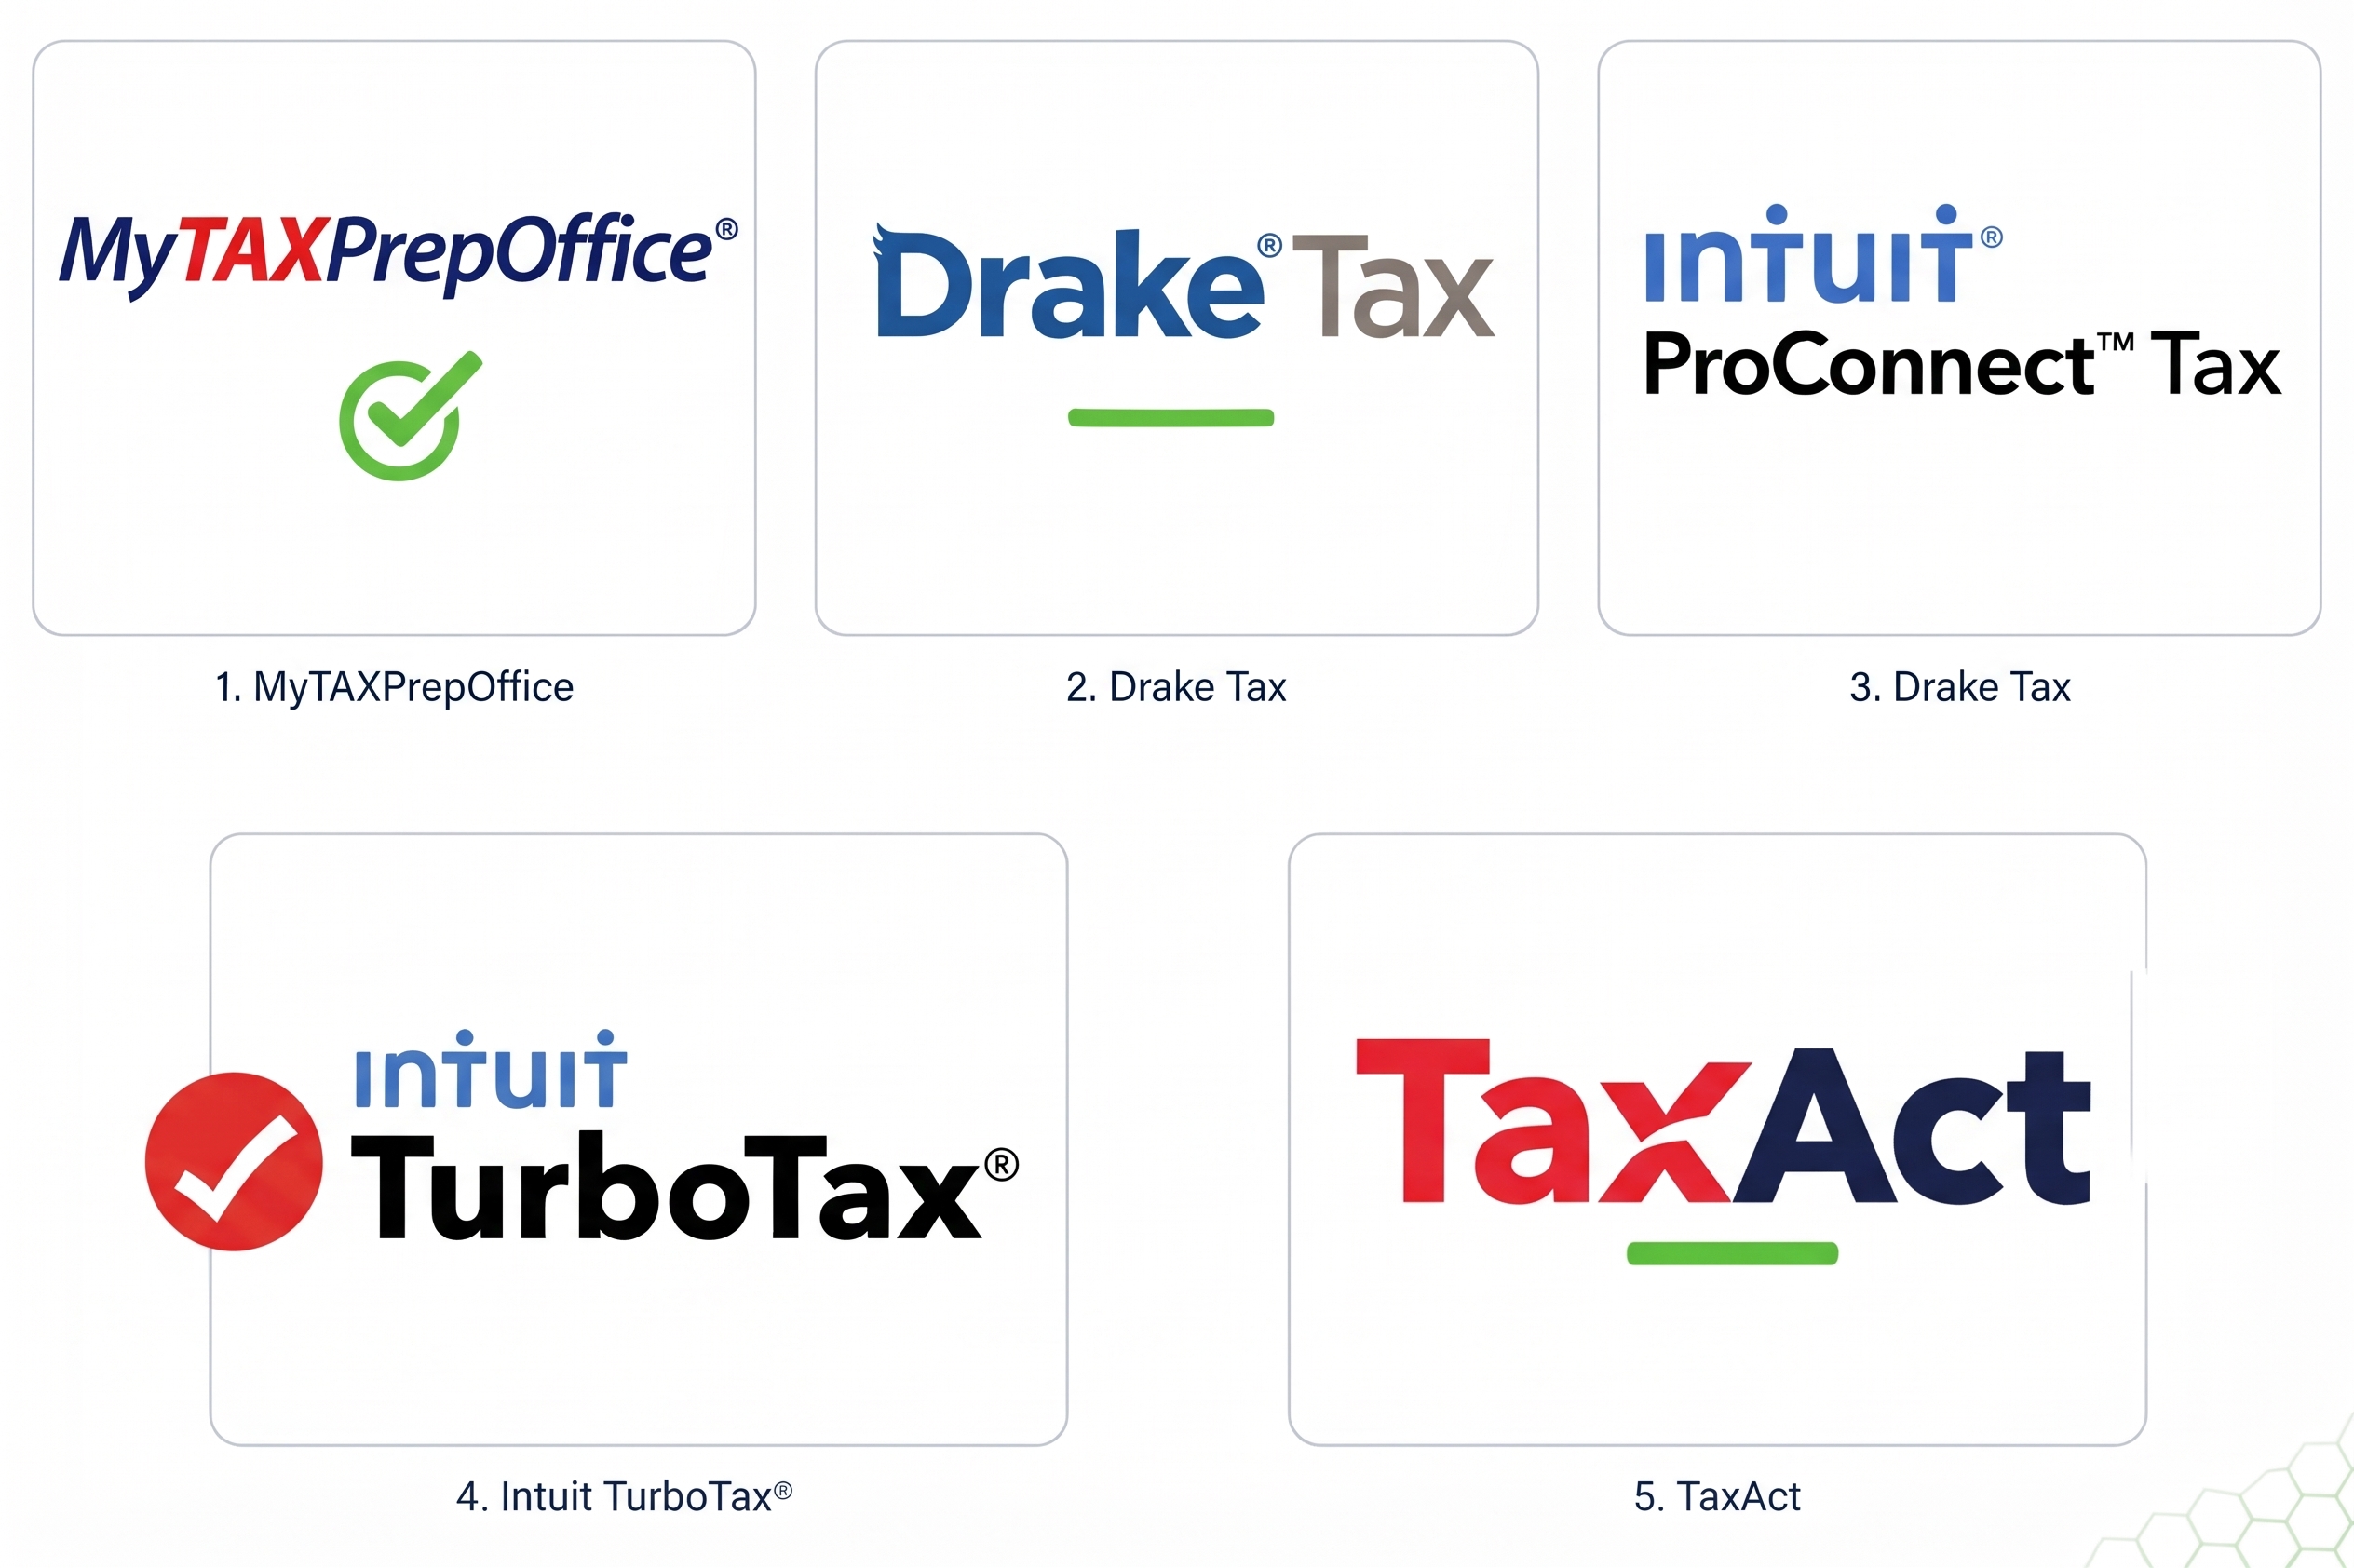 MyTAXPrepOffice®
Drake® Tax
intuit®
ProConnect™ Tax
1. MyTAXPrepOffice
2. Drake Tax
3. Drake Tax
intuit
TurboTax®
TaxAct
4. Intuit TurboTax®
5. TaxAct